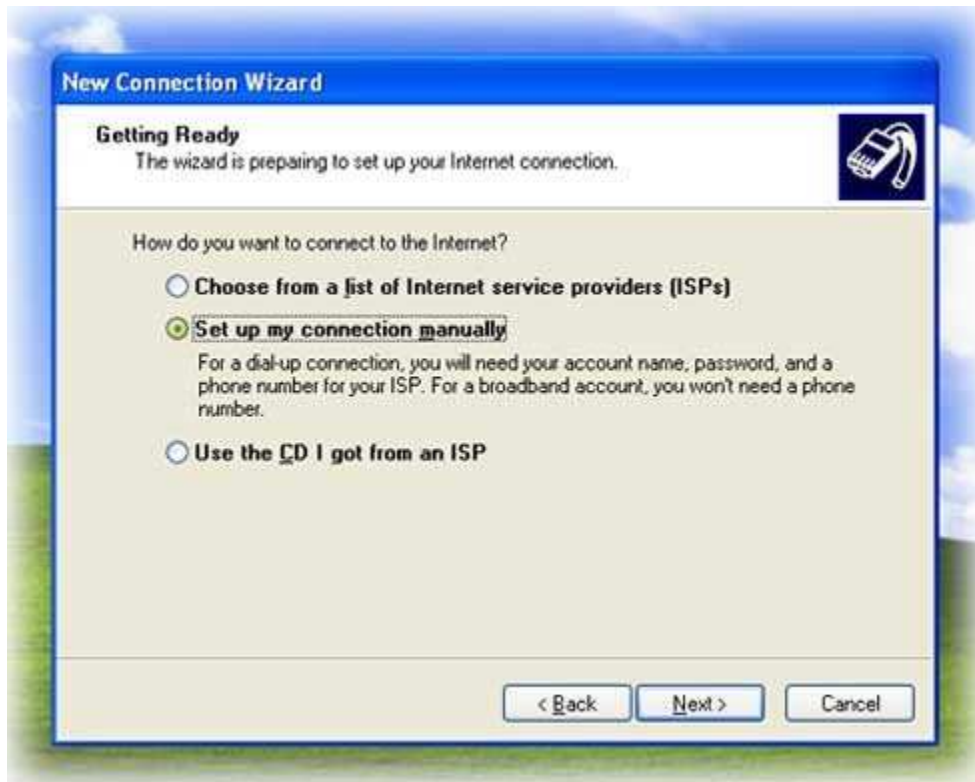 New Connection Wizard
Getting Ready
The wizard is preparing to set up your Internet connection.
How do you want to connect to the Internet?
Choose from a list of Internet service providers (ISPs)
Set up my connection manually
For a dial-up connection, you will need your account name, password, and a
phone number for your ISP. For a broadband account, you won't need a phone
number.
Use the CD I got from an ISP
< Back Next > Cancel